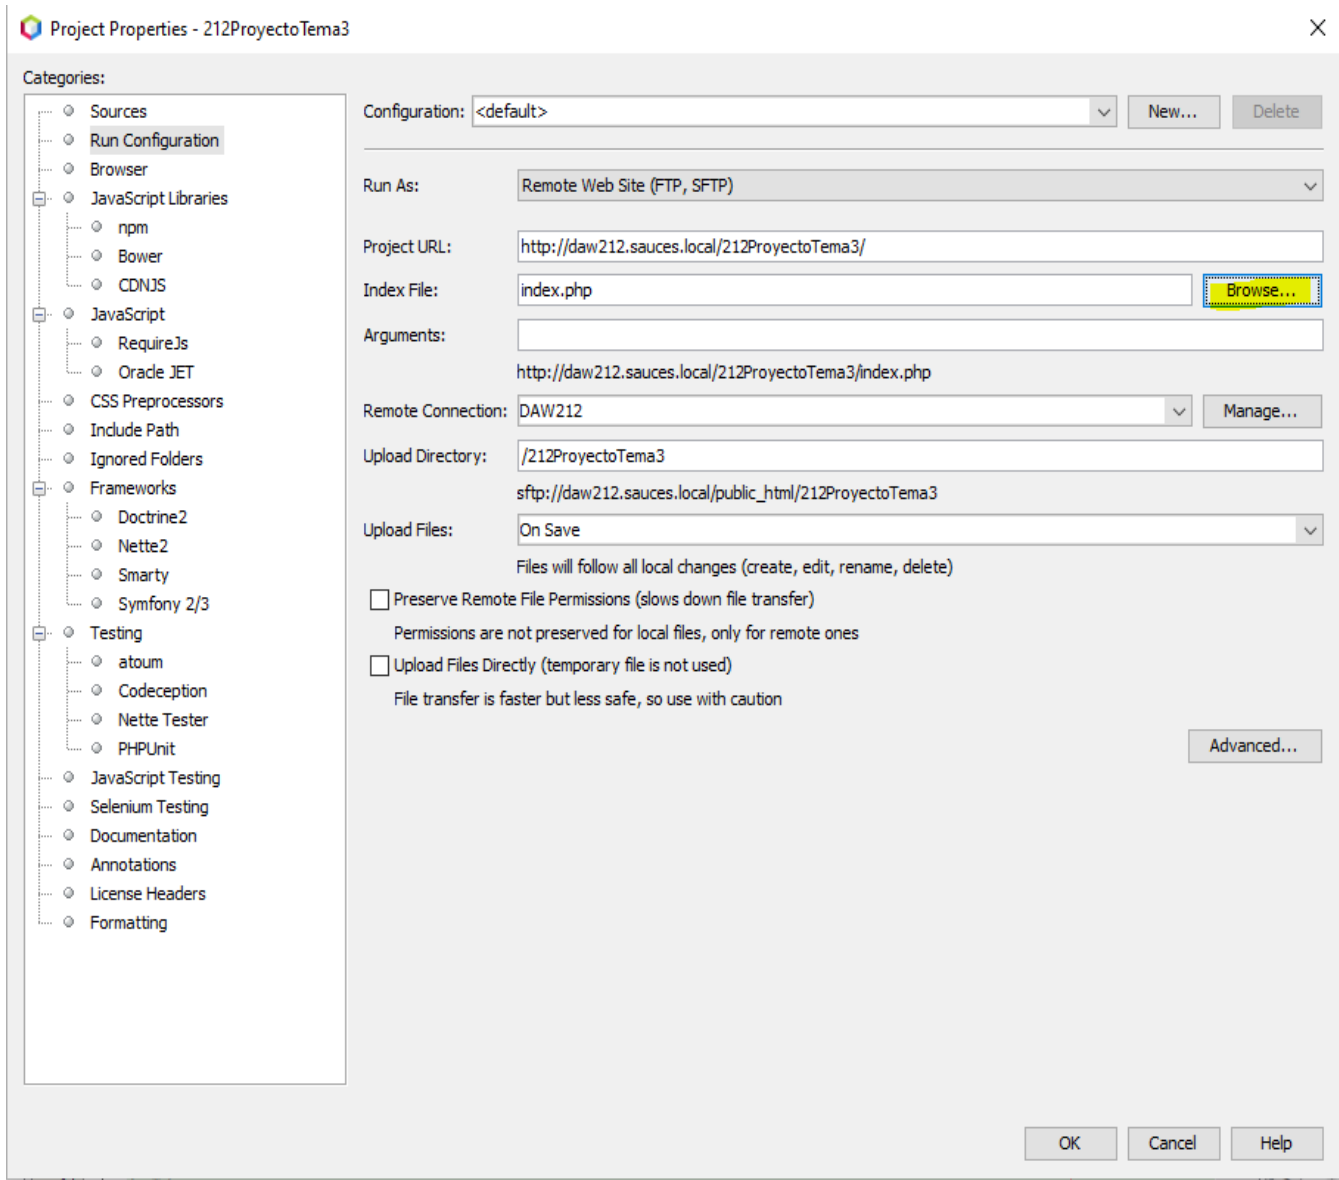 Project Properties - 212ProyectoTema3
Categories:
Sources
Run Configuration
Browser
JavaScript Libraries
npm
Bower
CDNJS
JavaScript
RequireJs
Oracle JET
CSS Preprocessors
Include Path
Ignored Folders
Frameworks
Doctrine2
Nette2
Smarty
Symfony 2/3
Testing
atoum
Codeception
Nette Tester
PHPUnit
JavaScript Testing
Selenium Testing
Documentation
Annotations
License Headers
Formatting
Configuration: <default> New... Delete
Run As: Remote Web Site (FTP, SFTP)
Project URL: http://daw212.sauces.local/212ProyectoTema3/
Index File: index.php Browse...
Arguments:
http://daw212.sauces.local/212ProyectoTema3/index.php
Remote Connection: DAW212 Manage...
Upload Directory: /212ProyectoTema3
sftp://daw212.sauces.local/public_html/212ProyectoTema3
Upload Files: On Save
Files will follow all local changes (create, edit, rename, delete)
Preserve Remote File Permissions (slows down file transfer)
Permissions are not preserved for local files, only for remote ones
Upload Files Directly (temporary file is not used)
File transfer is faster but less safe, so use with caution
Advanced...
OK Cancel Help